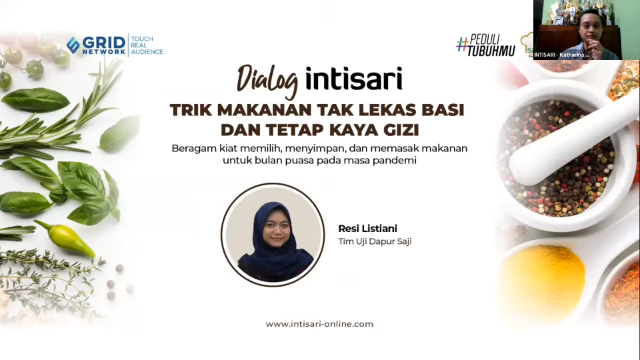 GRID
NETWORK
TOUCH
REAL
AUDIENCE
#PEDULI
TUBUHMU
INTISARI - Katharina
Dialog intisari
TRIK MAKANAN TAK LEKAS BASI
DAN TETAP KAYA GIZI
Beragam kiat memilih, menyimpan, dan memasak makanan
untuk bulan puasa pada masa pandemi
Resi Listiani
Tim Uji Dapur Saji
www.intisari-online.com